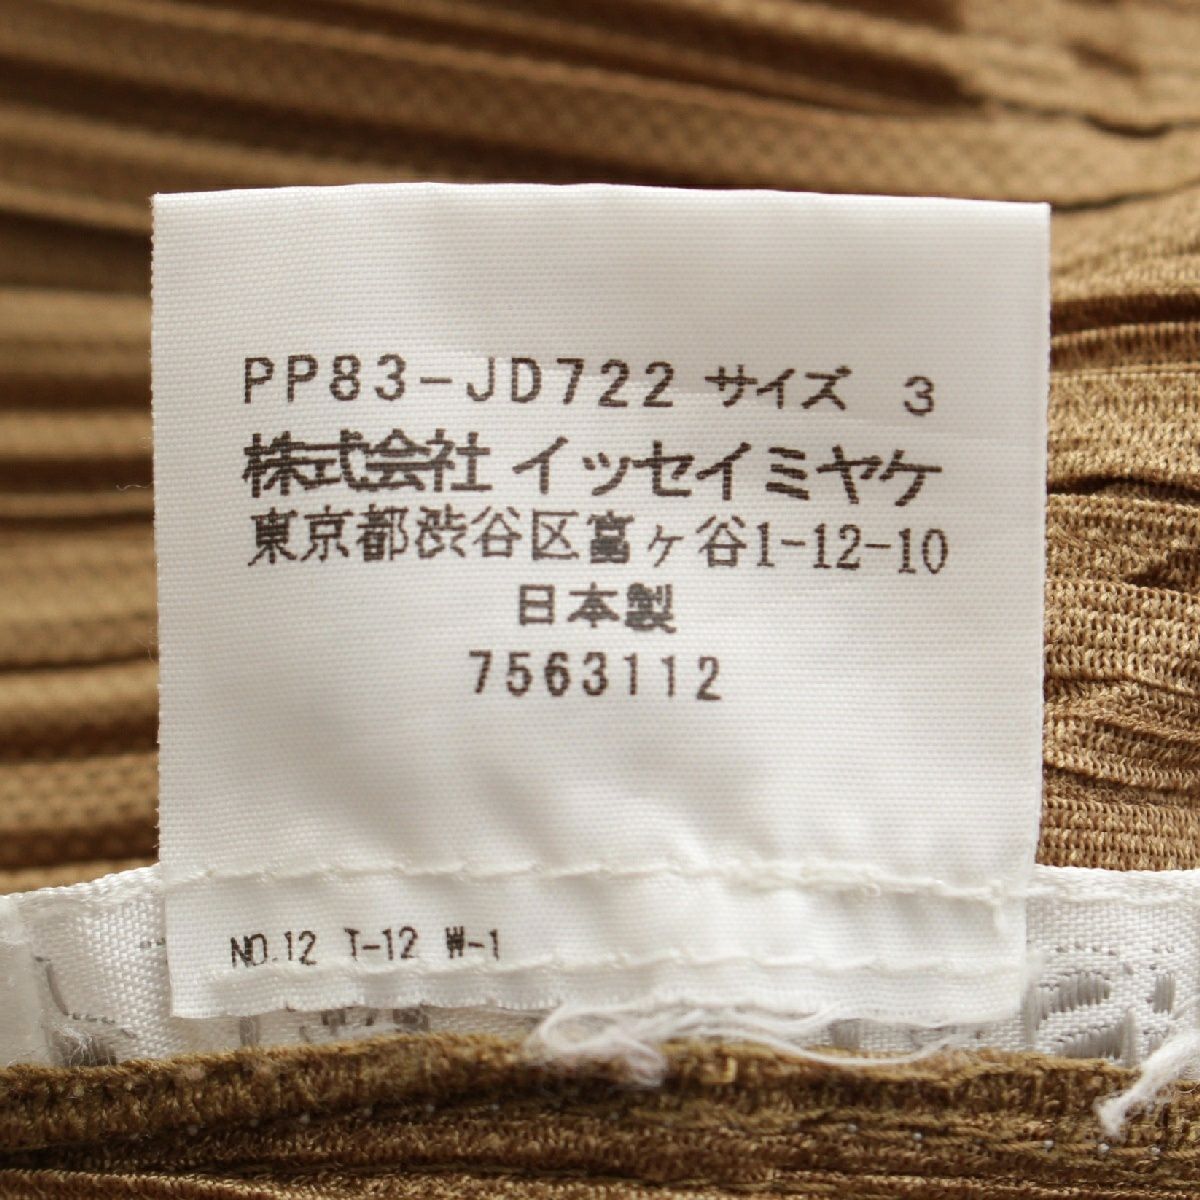 PP83-JD722 サイズ 3
株式会社 イッセイミヤケ
東京都渋谷区富ヶ谷1-12-10
日本製
7563112
NO.12 T-12 W-1